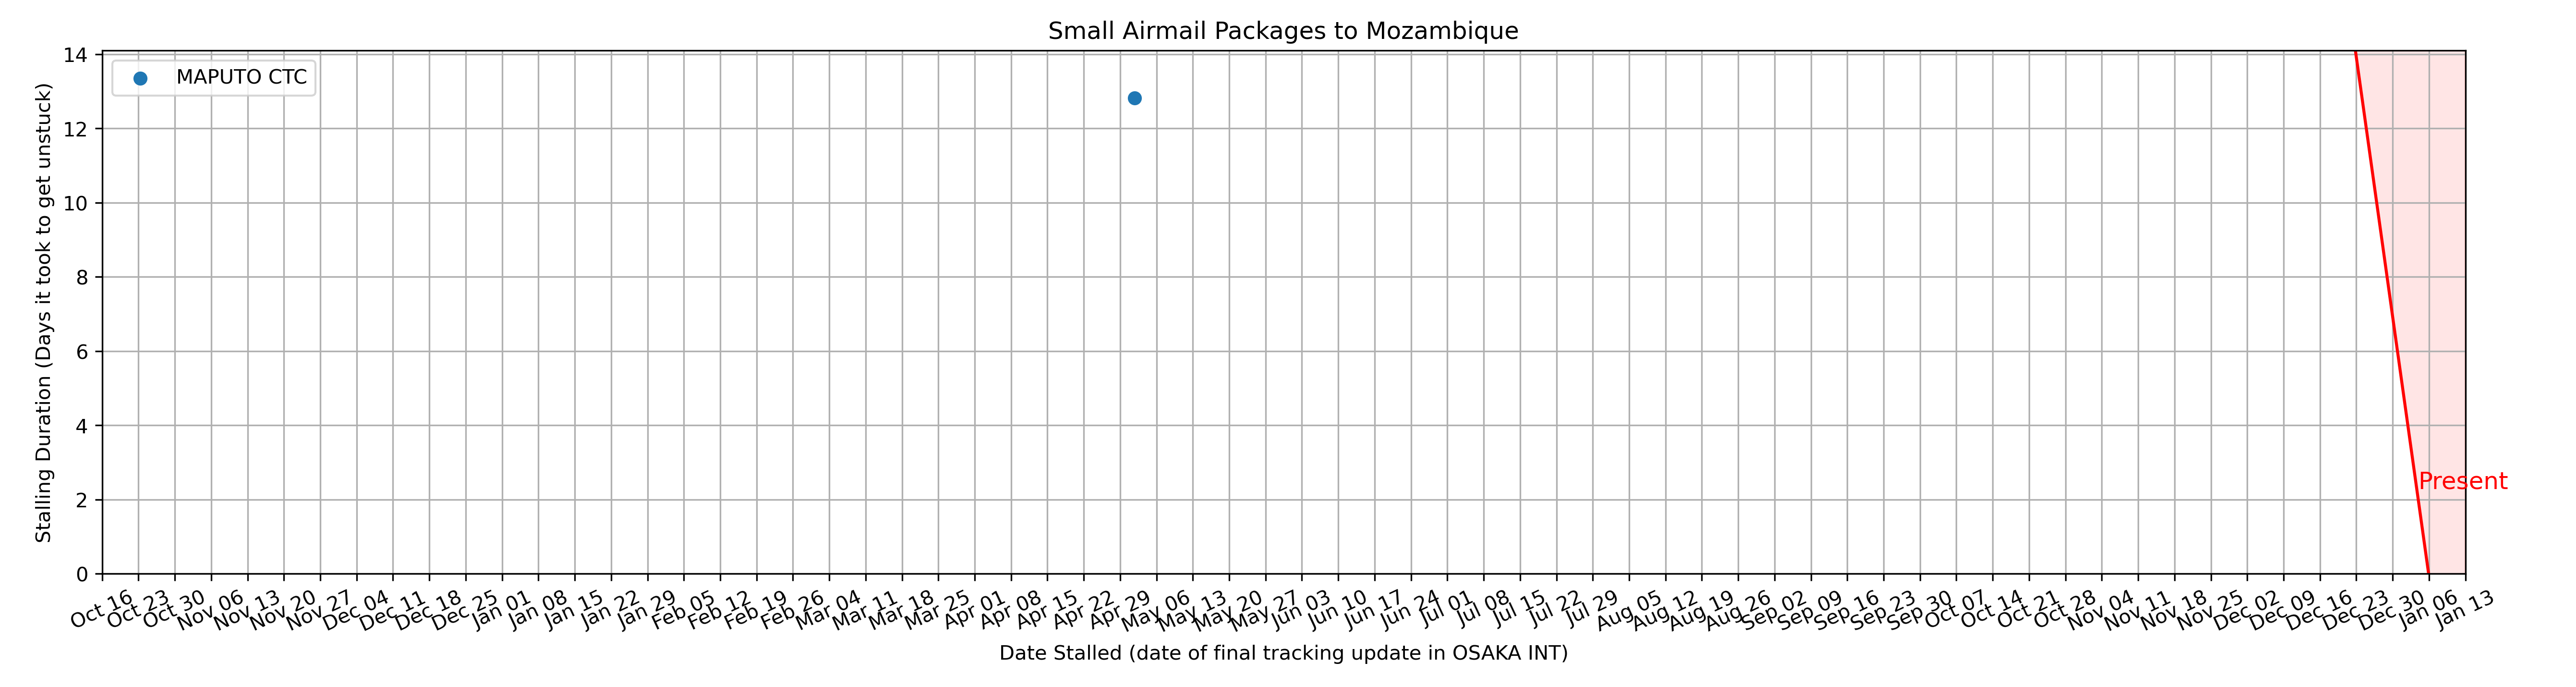 Small Airmail Packages to Mozambique
MAPUTO CTC
Stalling Duration (Days it took to get unstuck)
14
12
10
8
6
4
2
0
Present
Oct 16
Oct 23
Oct 30
Nov 06
Nov 13
Nov 20
Nov 27
Dec 04
Dec 11
Dec 18
Dec 25
Jan 01
Jan 08
Jan 15
Jan 22
Jan 29
Feb 05
Feb 12
Feb 19
Feb 26
Mar 04
Mar 11
Mar 18
Mar 25
Apr 01
Apr 08
Apr 15
Apr 22
Apr 29
May 06
May 13
May 20
May 27
Jun 03
Jun 10
Jun 17
Jun 24
Jul 01
Jul 08
Jul 15
Jul 22
Jul 29
Aug 05
Aug 12
Aug 19
Aug 26
Sep 02
Sep 09
Sep 16
Sep 23
Sep 30
Oct 07
Oct 14
Oct 21
Oct 28
Nov 04
Nov 11
Nov 18
Nov 25
Dec 02
Dec 09
Dec 16
Dec 23
Dec 30
Jan 06
Jan 13
Date Stalled (date of final tracking update in OSAKA INT)